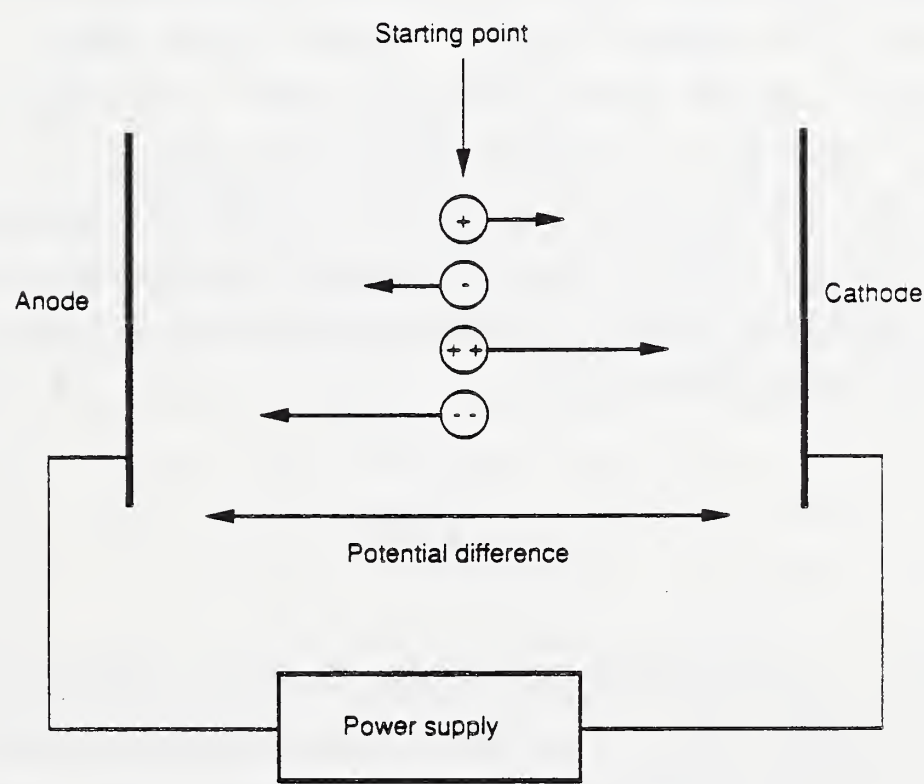 Starting point
+
-
Anode
Cathode
+ +
- -
Potential difference
Power supply